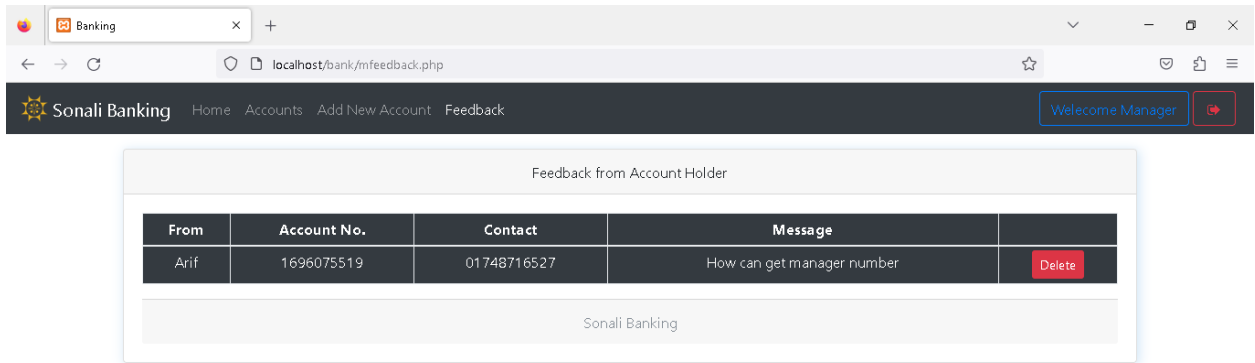 Banking
localhost/bank/mfeedback.php
Sonali Banking Home Accounts Add New Account Feedback Welecome Manager
Feedback from Account Holder
From Account No. Contact Message
Arif 1696075519 01748716527 How can get manager number Delete
Sonali Banking